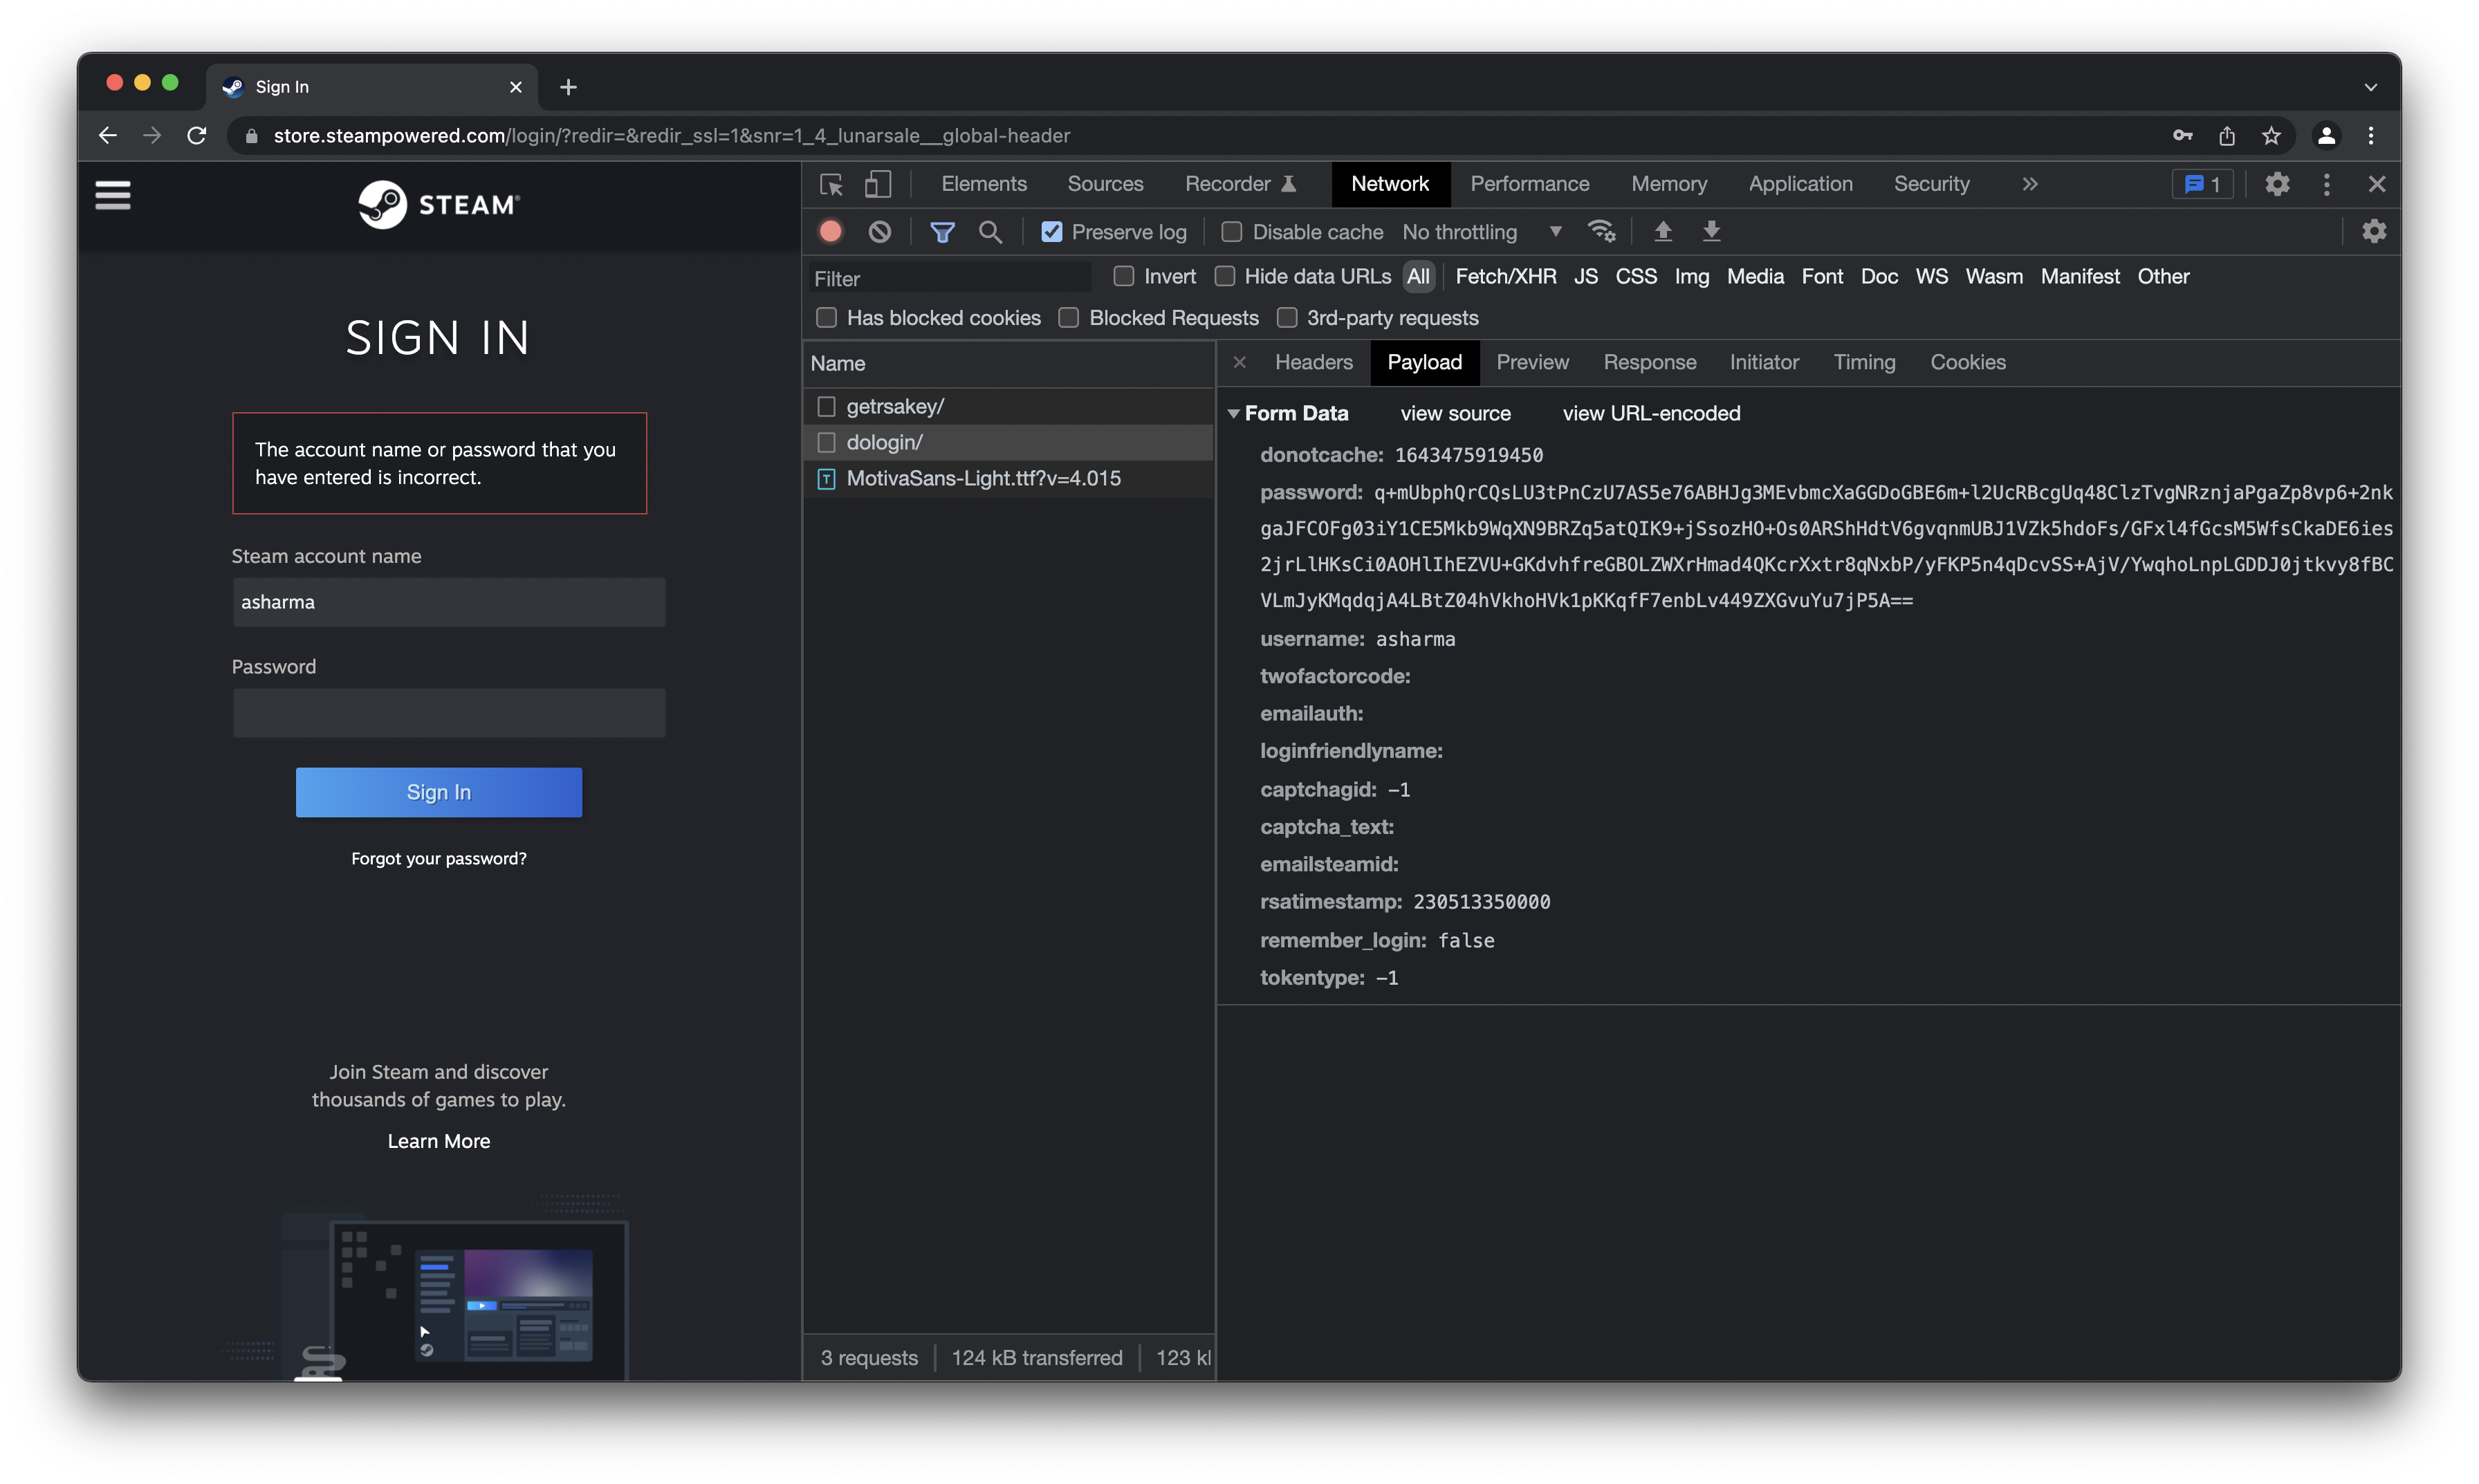 Sign In
store.steampowered.com/login/?redir=&redir_ssl=1&snr=1_4_lunarsale__global-header
STEAM®
SIGN IN
The account name or password that you
have entered is incorrect.
Steam account name
asharma
Password
Sign In
Forgot your password?
Join Steam and discover
thousands of games to play.
Learn More
Elements Sources Recorder Network Performance Memory Application Security » 1
Preserve log Disable cache No throttling
Filter Invert Hide data URLs All Fetch/XHR JS CSS Img Media Font Doc WS Wasm Manifest Other
Has blocked cookies Blocked Requests 3rd-party requests
Name
getrsakey/
dologin/
MotivaSans-Light.ttf?v=4.015
3 requests 124 kB transferred 123 k
Headers Payload Preview Response Initiator Timing Cookies
Form Data view source view URL-encoded
donotcache: 1643475919450
password: q+mUbphQrCQsLU3tPnCzU7AS5e76ABHJg3MEvbmcXaGGDoGBE6m+l2UcRBcgUq48ClzTvgNRznjaPgaZp8vp6+2nk
gaJFCOFg03iY1CE5Mkb9WqXN9BRZq5atQIK9+jSsozHO+Os0ARShHdtV6gvqnmUBJ1VZk5hdoFs/GFxl4fGcsM5WfsCkaDE6ies
2jrLlHKsCi0AOHlIhEZVU+GKdvhfreGBOLZWXrHmad4QKcrXxtr8qNxbP/yFKP5n4qDcvSS+AjV/YwqhoLnpLGDDJ0jtkvy8fBC
VLmJyKMqdqjA4LBtZ04hVkhoHVk1pKKqfF7enbLv449ZXGvuYu7jP5A==
username: asharma
twofactorcode:
emailauth:
loginfriendlyname:
captchagid: -1
captcha_text:
emailsteamid:
rsatimestamp: 230513350000
remember_login: false
tokentype: -1